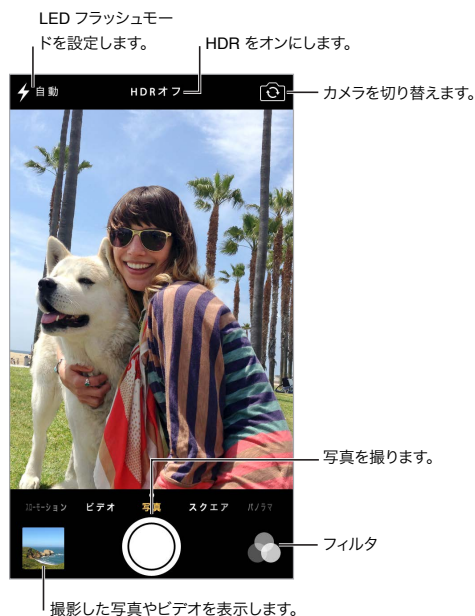 LED フラッシュモー
ドを設定します。
HDR をオンにします。
自動
HDRオフ
カメラを切り替えます。
写真を撮ります。
スローモーション ビデオ 写真 スクエア パノラマ
フィルタ
撮影した写真やビデオを表示します。